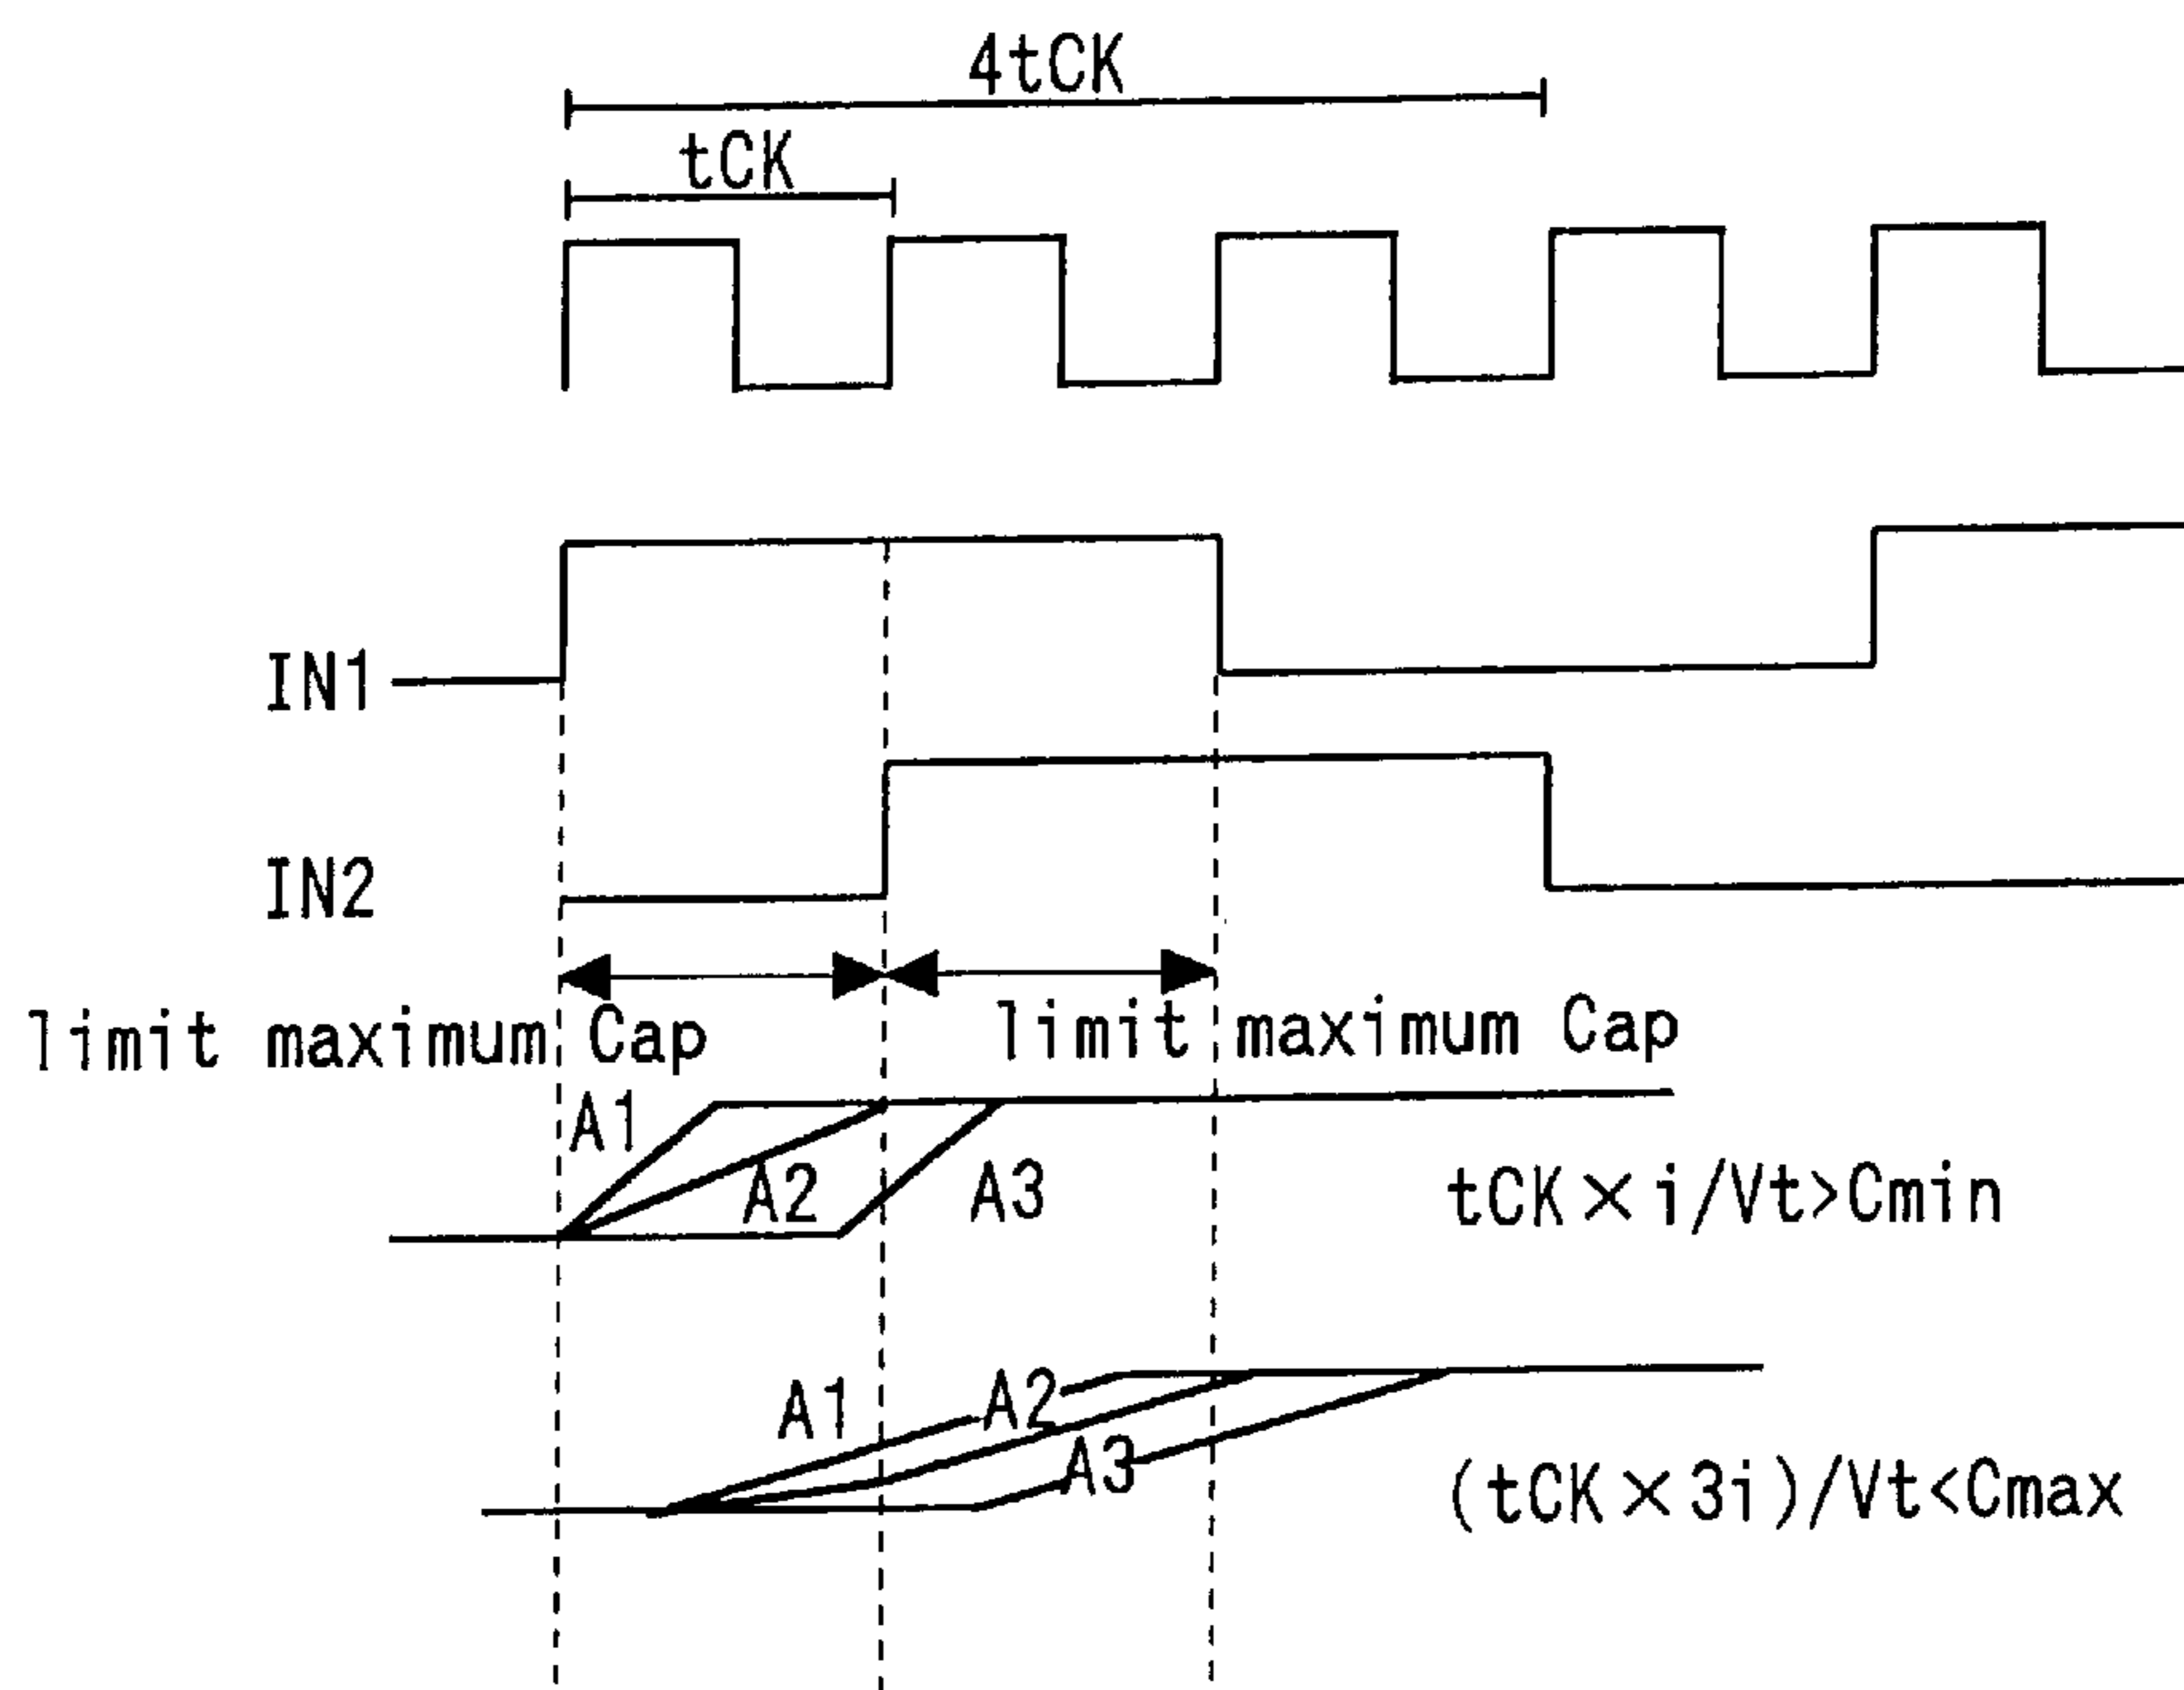 4tCK
tCK
IN1
IN2
limit maximum Cap
limit maximum Cap
A1
A2
A3
tCK×i/Vt>Cmin
A1
A2
A3
(tCK×3i)/Vt<Cmax